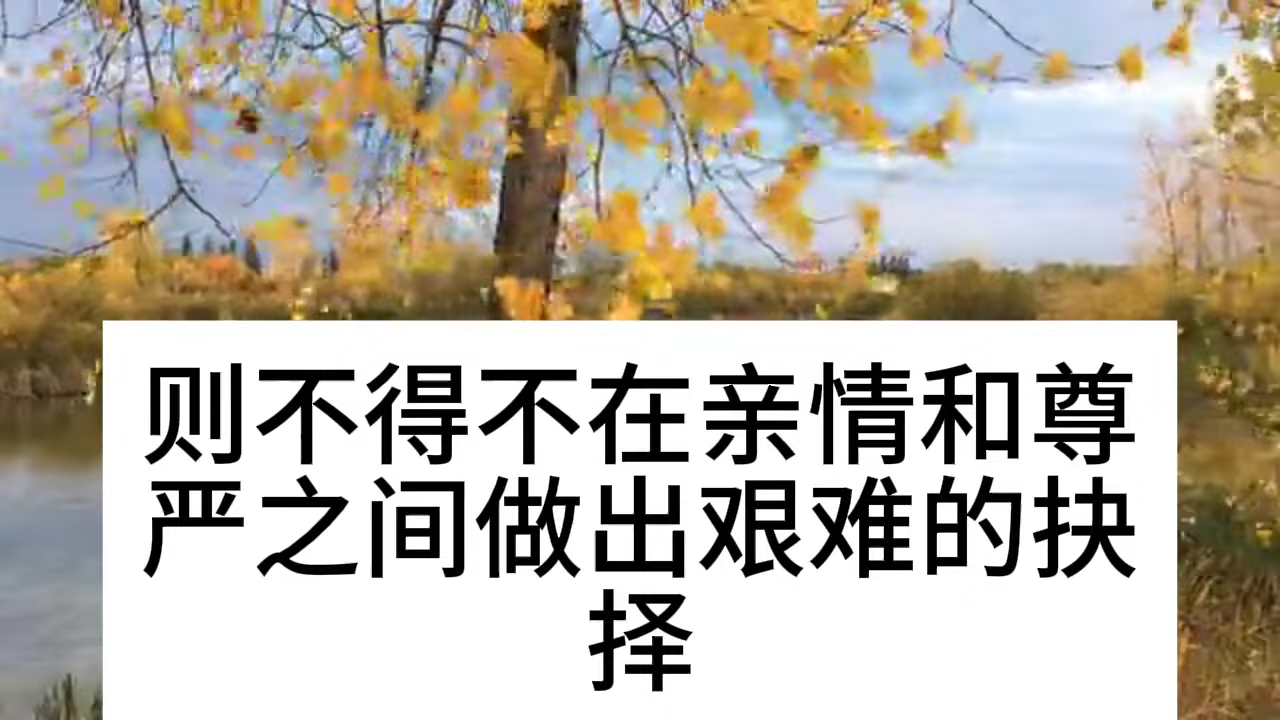 则不得不在亲情和尊
严之间做出艰难的抉
择